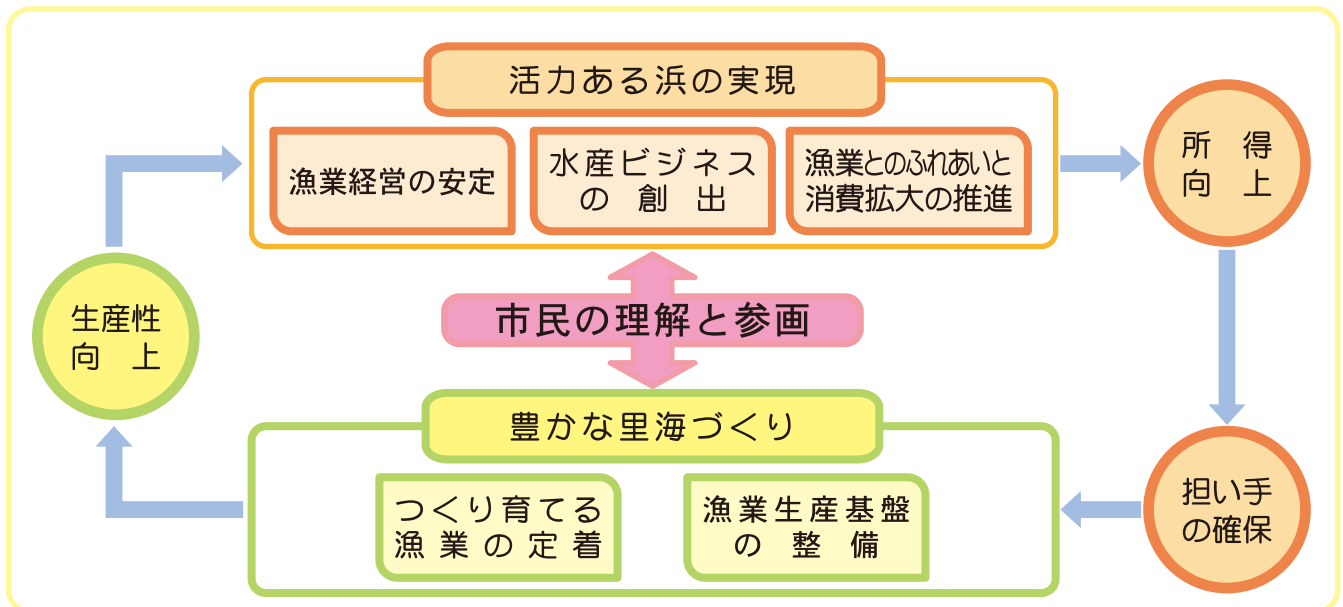 活力ある浜の実現
漁業経営の安定
水産ビジネス
の創出
漁業とのふれあいと
消費拡大の推進
所得
向上
市民の理解と参画
生産性
向上
豊かな里海づくり
つくり育てる
漁業の定着
漁業生産基盤
の整備
担い手
の確保